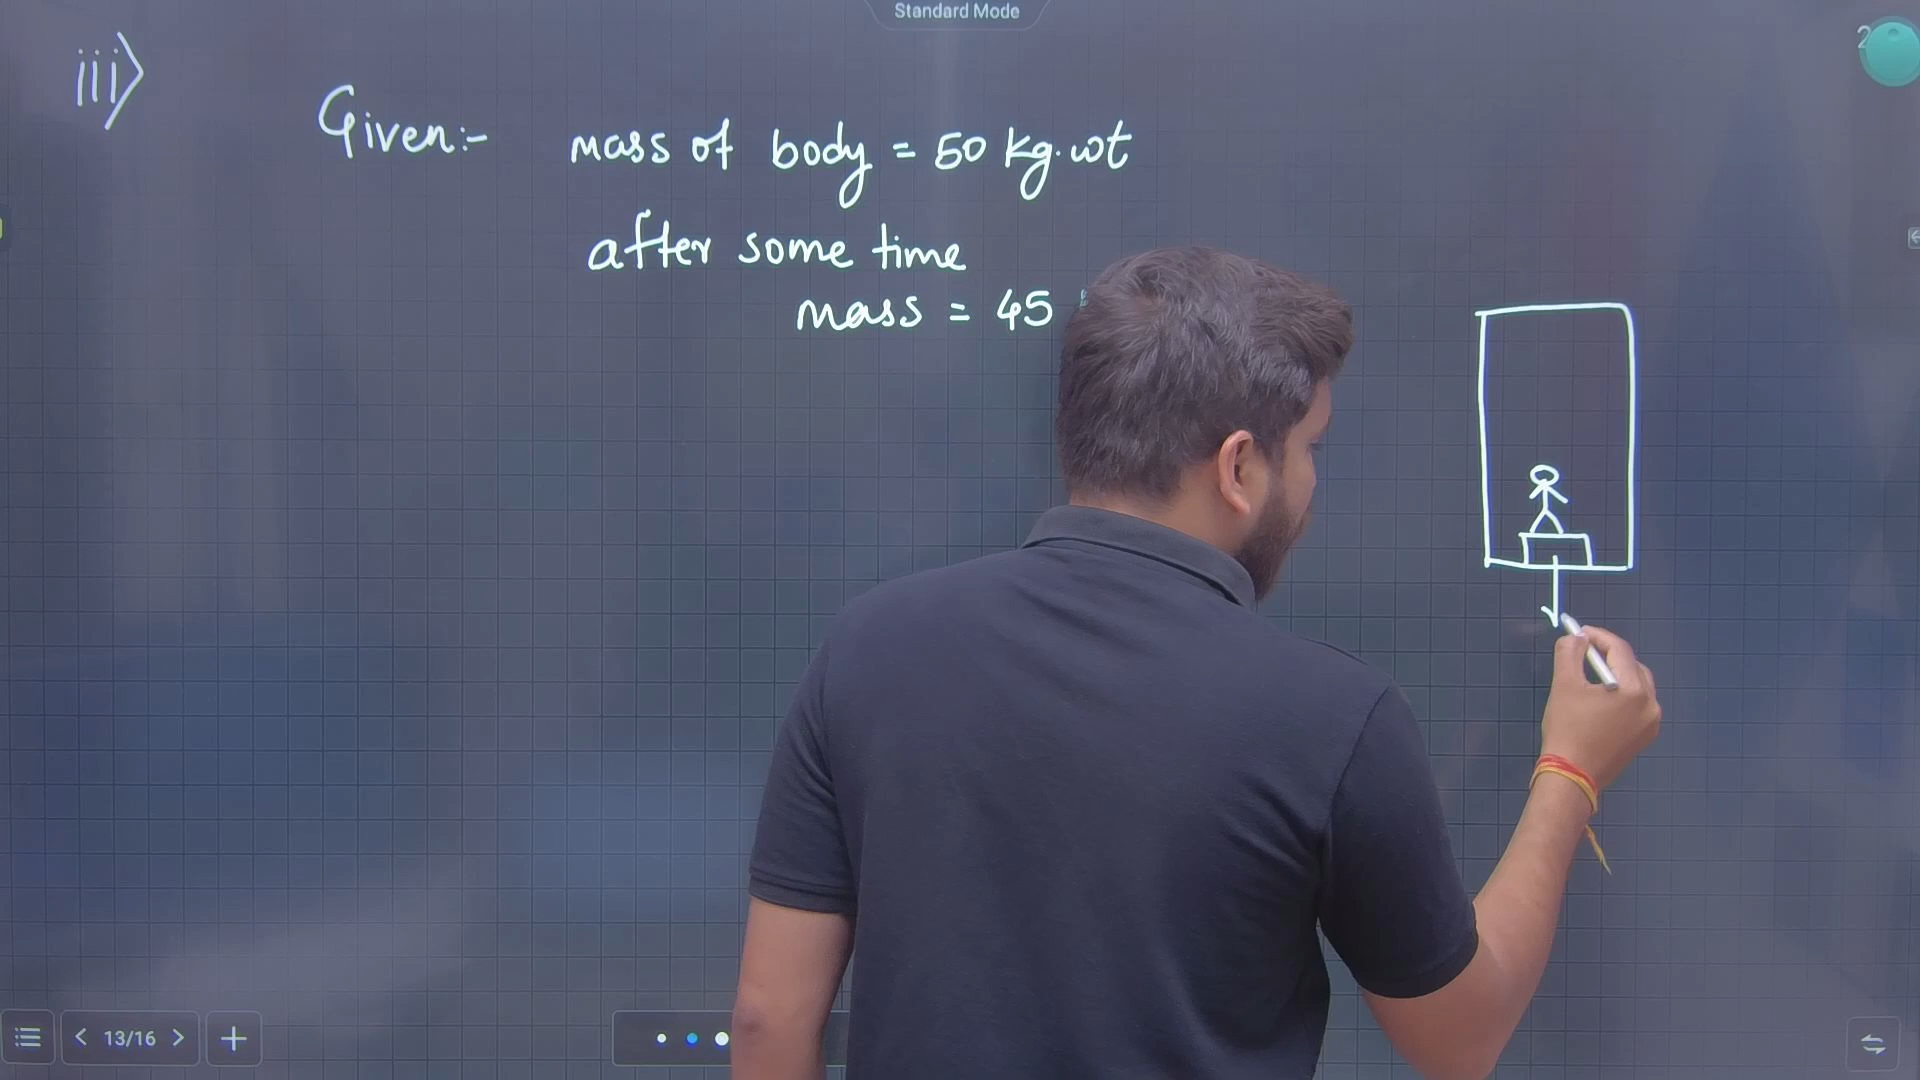 Standard Mode
iii)
Given:- mass of body = 50 kg.wt
after some time
mass = 45
13/16